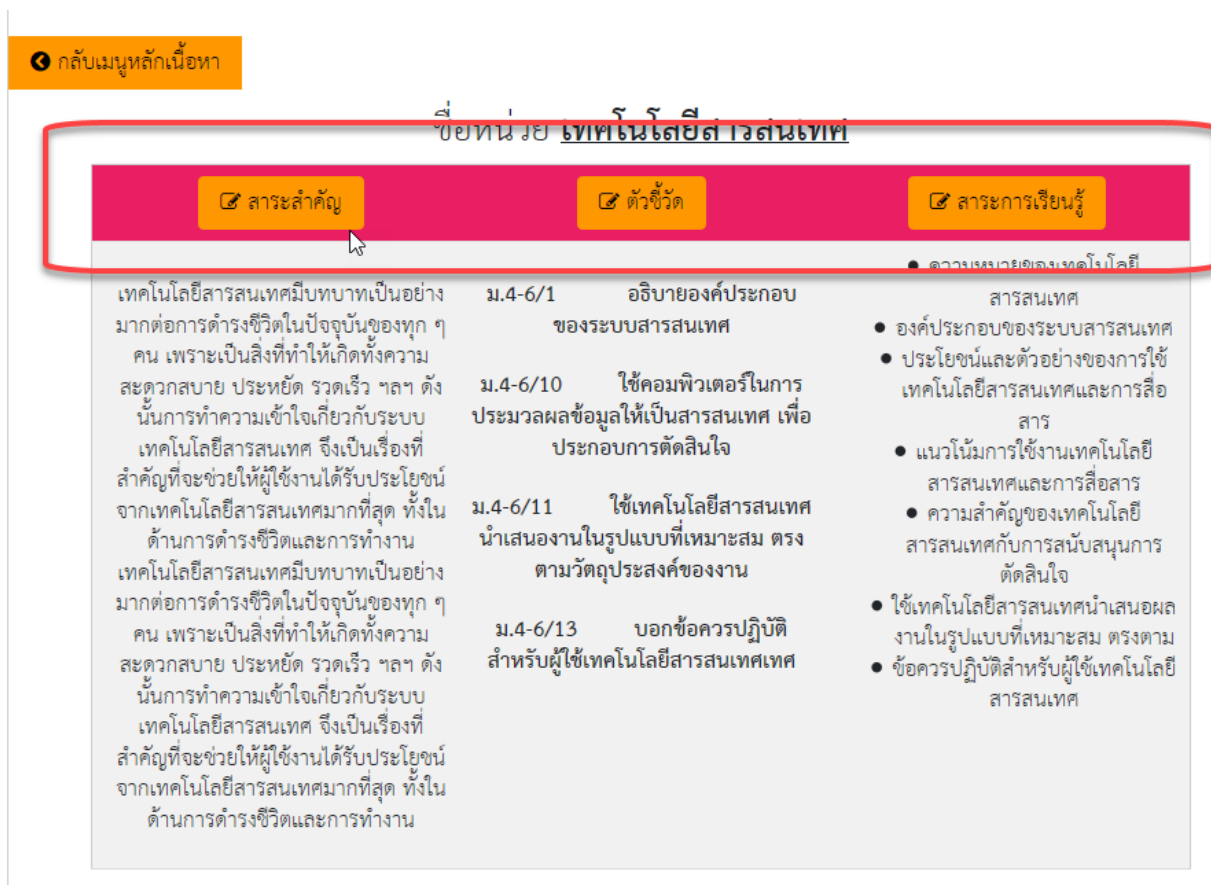 กลับเมนูหลักเนื้อหา
ชื่อหน่วย เทคโนโลยีสารสนเทศ
สาระสำคัญ
ตัวชี้วัด
สาระการเรียนรู้
เทคโนโลยีสารสนเทศมีบทบาทเป็นอย่าง
มากต่อการดำรงชีวิตในปัจจุบันของทุก ๆ
คน เพราะเป็นสิ่งที่ทำให้เกิดทั้งความ
สะดวกสบาย ประหยัด รวดเร็ว ฯลฯ ดัง
นั้นการทำความเข้าใจเกี่ยวกับระบบ
เทคโนโลยีสารสนเทศ จึงเป็นเรื่องที่
สำคัญที่จะช่วยให้ผู้ใช้งานได้รับประโยชน์
จากเทคโนโลยีสารสนเทศมากที่สุด ทั้งใน
ด้านการดำรงชีวิตและการทำงาน
เทคโนโลยีสารสนเทศมีบทบาทเป็นอย่าง
มากต่อการดำรงชีวิตในปัจจุบันของทุก ๆ
คน เพราะเป็นสิ่งที่ทำให้เกิดทั้งความ
สะดวกสบาย ประหยัด รวดเร็ว ฯลฯ ดัง
นั้นการทำความเข้าใจเกี่ยวกับระบบ
เทคโนโลยีสารสนเทศ จึงเป็นเรื่องที่
สำคัญที่จะช่วยให้ผู้ใช้งานได้รับประโยชน์
จากเทคโนโลยีสารสนเทศมากที่สุด ทั้งใน
ด้านการดำรงชีวิตและการทำงาน
ม.4-6/1 อธิบายองค์ประกอบ
ของระบบสารสนเทศ
ม.4-6/10 ใช้คอมพิวเตอร์ในการ
ประมวลผลข้อมูลให้เป็นสารสนเทศ เพื่อ
ประกอบการตัดสินใจ
ม.4-6/11 ใช้เทคโนโลยีสารสนเทศ
นำเสนองานในรูปแบบที่เหมาะสม ตรง
ตามวัตถุประสงค์ของงาน
ม.4-6/13 บอกข้อควรปฏิบัติ
สำหรับผู้ใช้เทคโนโลยีสารสนเทศเทศ
● ความหมายของเทคโนโลยี
สารสนเทศ
● องค์ประกอบของระบบสารสนเทศ
● ประโยชน์และตัวอย่างของการใช้
เทคโนโลยีสารสนเทศและการสื่อ
สาร
● แนวโน้มการใช้งานเทคโนโลยี
สารสนเทศและการสื่อสาร
● ความสำคัญของเทคโนโลยี
สารสนเทศกับการสนับสนุนการ
ตัดสินใจ
● ใช้เทคโนโลยีสารสนเทศนำเสนอผล
งานในรูปแบบที่เหมาะสม ตรงตาม
● ข้อควรปฏิบัติสำหรับผู้ใช้เทคโนโลยี
สารสนเทศ